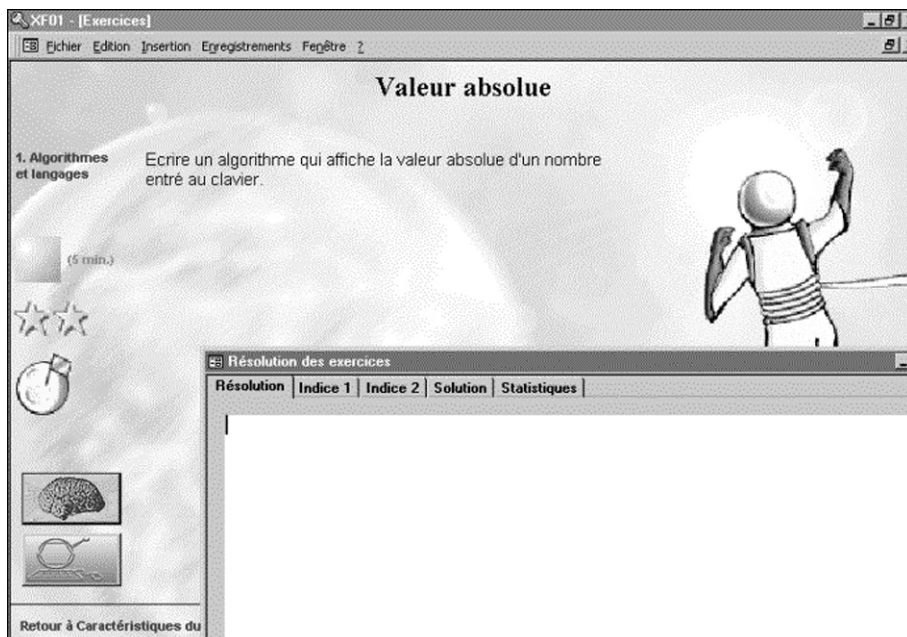 XF01 - [Exercices]
Fichier Edition Insertion Enregistrements Fenêtre ?
Valeur absolue
1. Algorithmes
et langages
Ecrire un algorithme qui affiche la valeur absolue d'un nombre
entré au clavier.
(5 min.)
Résolution des exercices
Résolution Indice 1 Indice 2 Solution Statistiques
Retour à Caractéristiques du